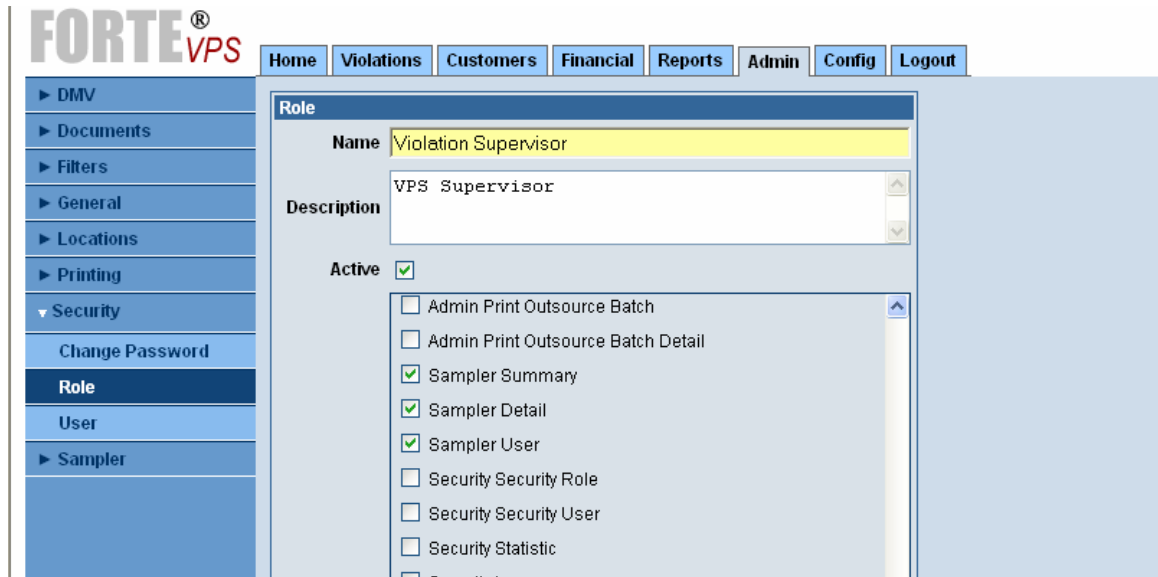 FORTE®
VPS
Home Violations Customers Financial Reports Admin Config Logout
► DMV
► Documents
► Filters
► General
► Locations
► Printing
▼ Security
Change Password
Role
User
► Sampler
Role
Name Violation Supervisor
Description VPS Supervisor
Active
Admin Print Outsource Batch
Admin Print Outsource Batch Detail
Sampler Summary
Sampler Detail
Sampler User
Security Security Role
Security Security User
Security Statistic